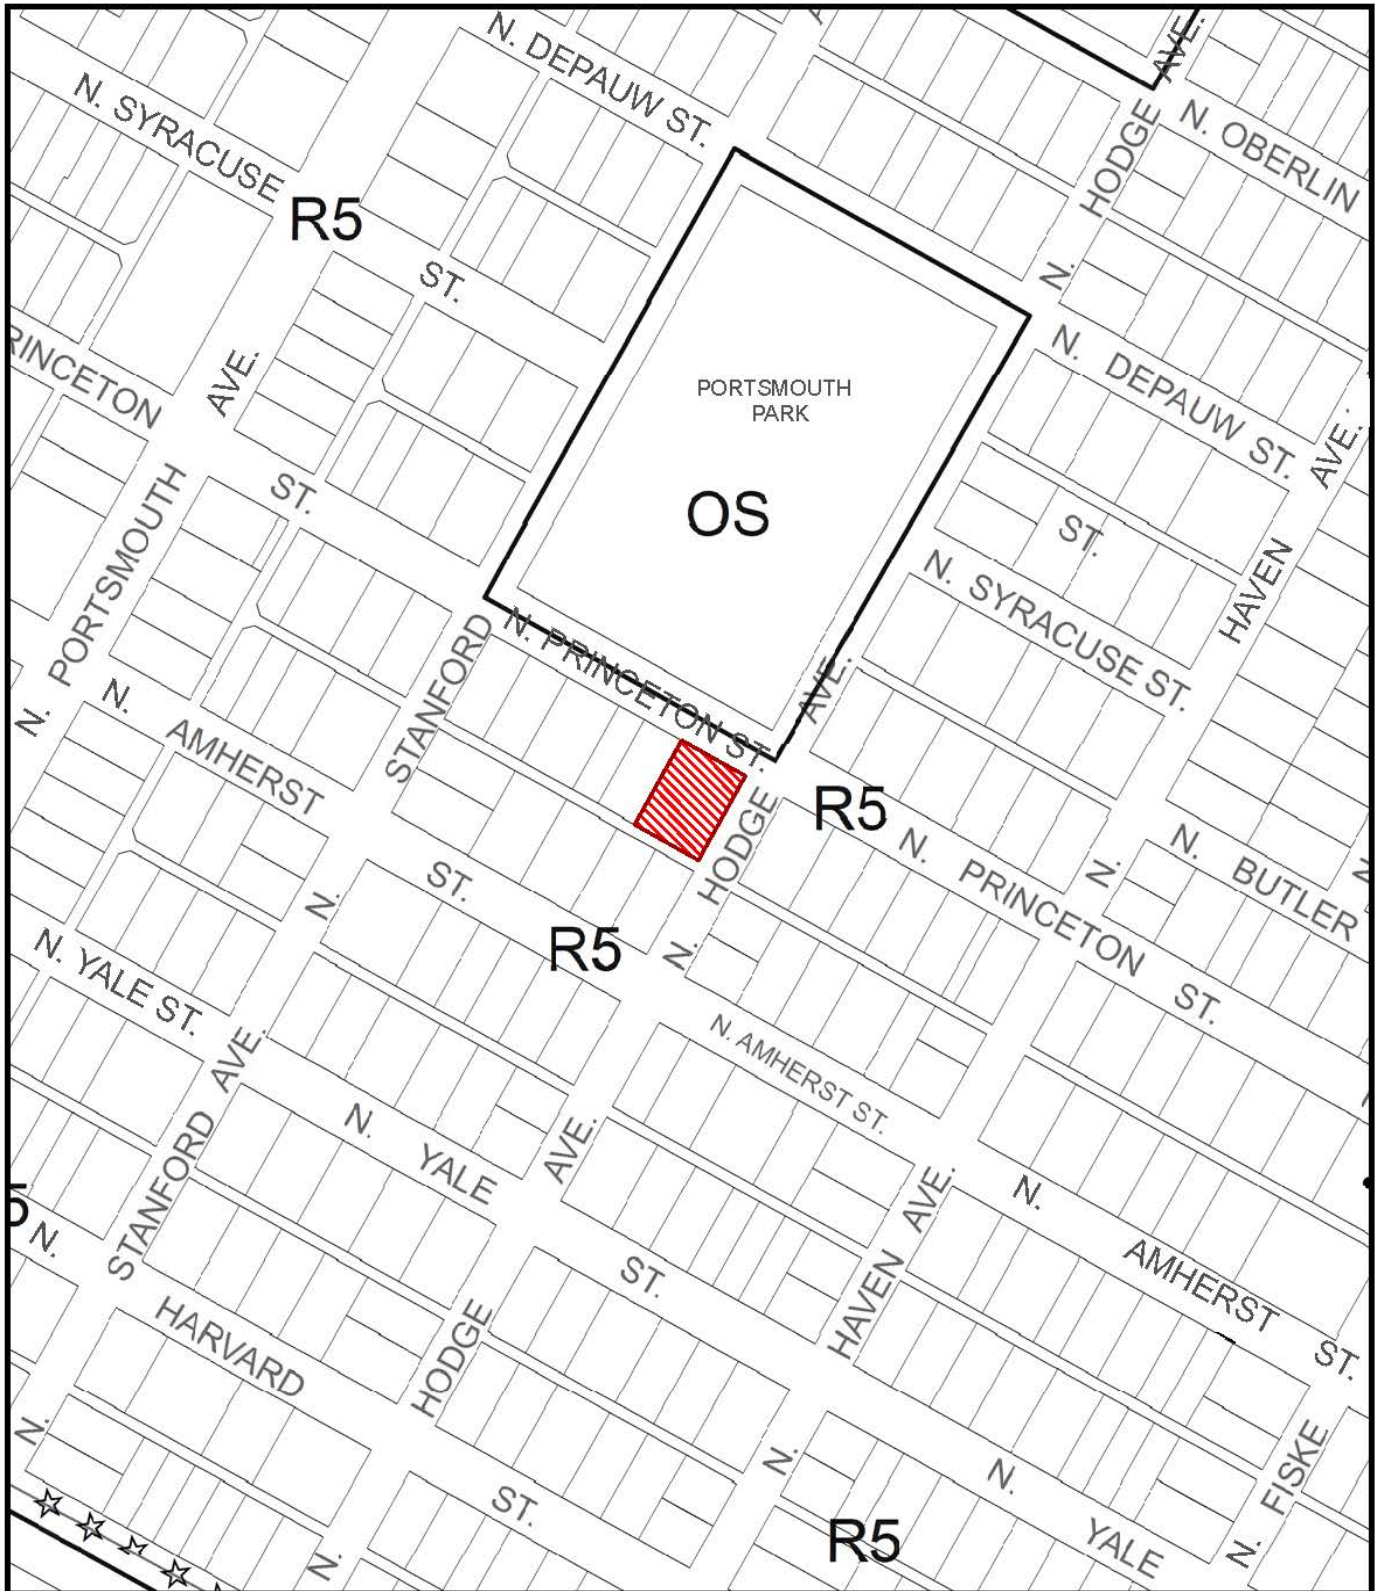 N. DEPAUW ST.
AVE.
N. SYRACUSE
HODGE
N. OBERLIN
R5
ST.
N.
N. DEPAUW ST.
RINCETON
AVE.
PORTSMOUTH
PARK
AVE.
ST.
OS
ST.
N. PORTSMOUTH
N. SYRACUSE ST.
HAVEN
STANFORD
N. PRINCETON ST.
AVE.
N. AMHERST
HODGE
R5
N. PRINCETON
N.
N. BUTLER
ST.
N.
R5
N.
N. YALE ST.
ST.
N. AMHERST ST.
AVE.
STANFORD
N. YALE
AVE.
AVE.
N. AMHERST
5
N.
HARVARD
ST.
HAVEN
ST.
HODGE
N.
N.
N. YALE
FISKE
ST.
R5
N.
N.